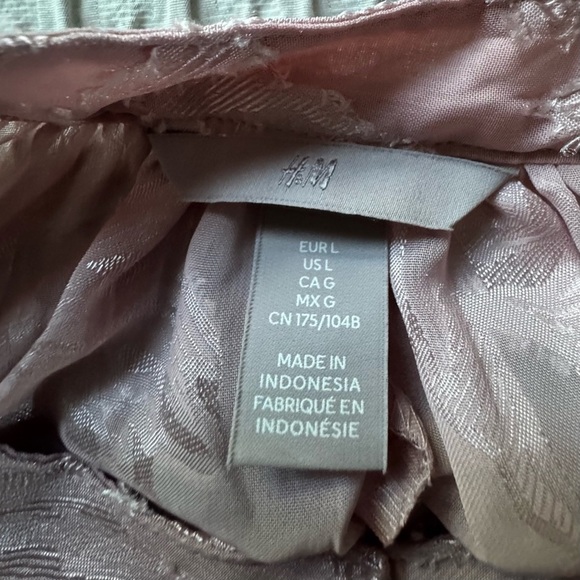 H&M
EUR L
US L
CA G
MX G
CN 175/104B
MADE IN
INDONESIA
FABRIQUÉ EN
INDONÉSIE